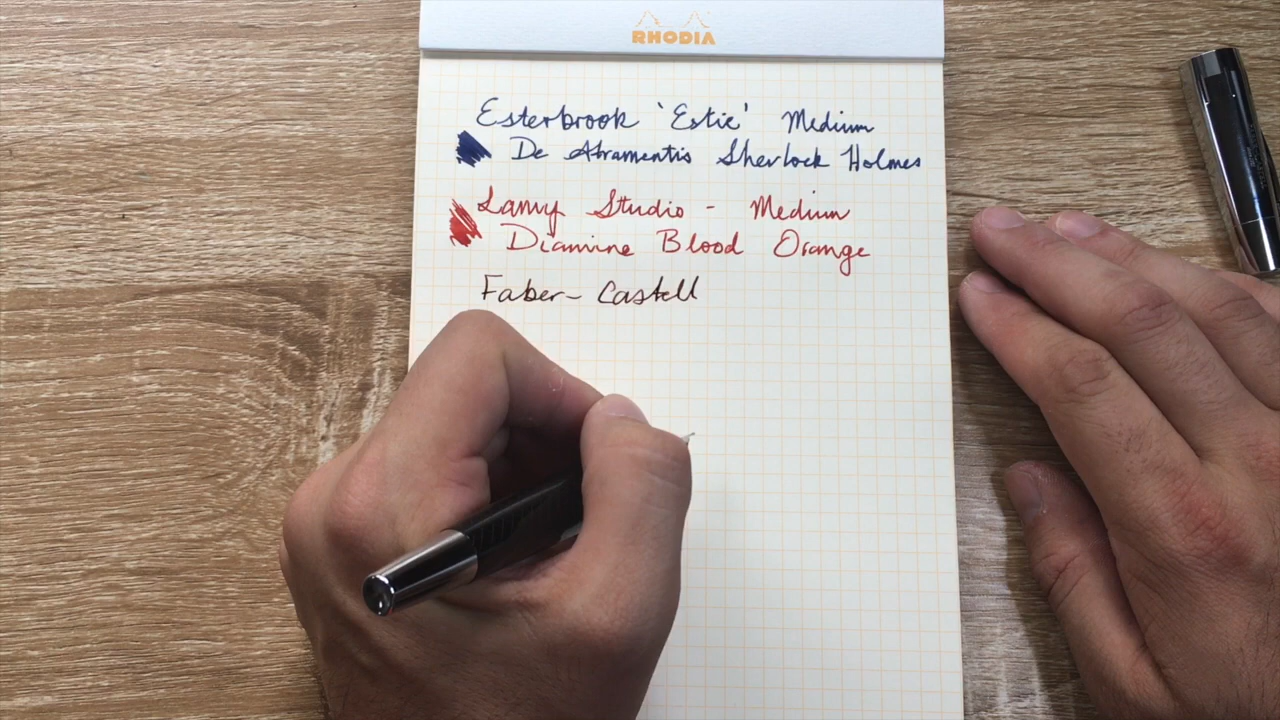 RHODIA
Esterbrook 'Estie' Medium
De Atramentis Sherlock Holmes
Lamy Studio - Medium
Diamine Blood Orange
Faber-Castell